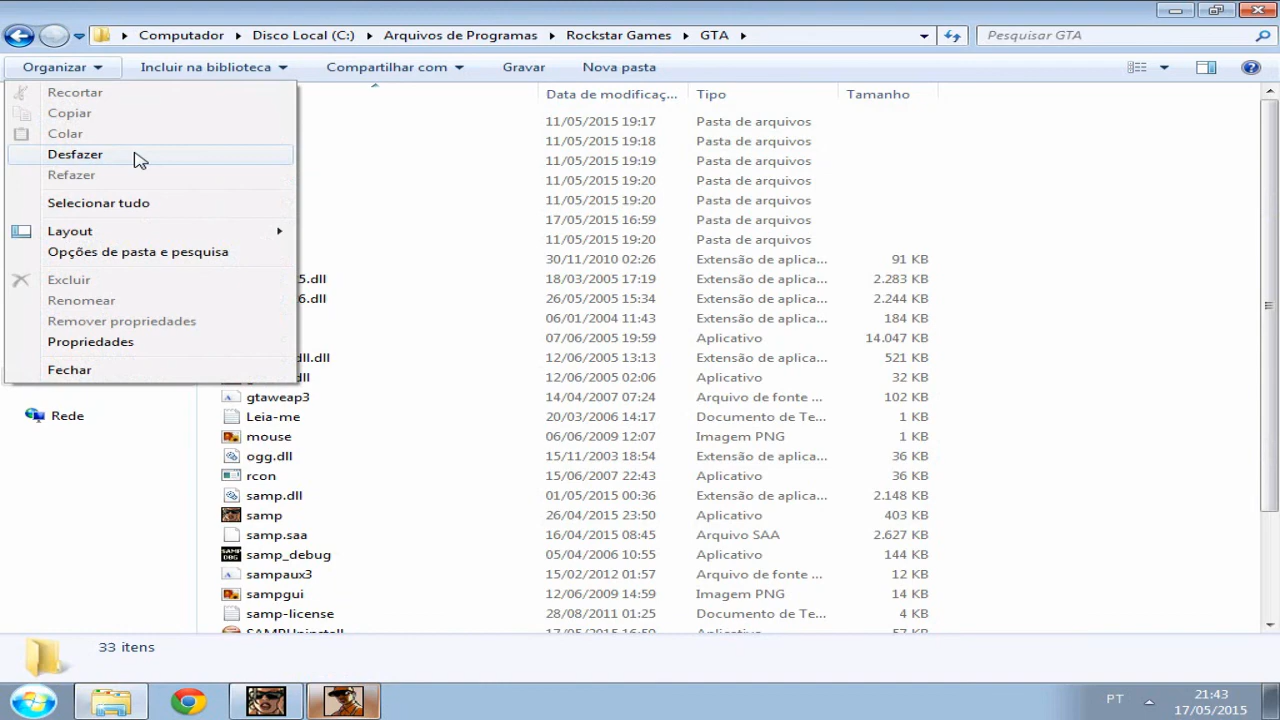 Computador
Disco Local (C:)
Arquivos de Programas
Rockstar Games
GTA
Pesquisar GTA
Organizar
Incluir na biblioteca
Compartilhar com
Gravar
Nova pasta
Recortar
Copiar
Colar
Desfazer
Refazer
Selecionar tudo
Layout
Opções de pasta e pesquisa
Excluir
Renomear
Remover propriedades
Propriedades
Fechar
Rede
Data de modificaç... Tipo Tamanho
11/05/2015 19:17 Pasta de arquivos
11/05/2015 19:18 Pasta de arquivos
11/05/2015 19:19 Pasta de arquivos
11/05/2015 19:20 Pasta de arquivos
11/05/2015 19:20 Pasta de arquivos
17/05/2015 16:59 Pasta de arquivos
11/05/2015 19:20 Pasta de arquivos
30/11/2010 02:26 Extensão de aplica... 91 KB
5.dll 18/03/2005 17:19 Extensão de aplica... 2.283 KB
6.dll 26/05/2005 15:34 Extensão de aplica... 2.244 KB
06/01/2004 11:43 Extensão de aplica... 184 KB
07/06/2005 19:59 Aplicativo 14.047 KB
dll.dll 12/06/2005 13:13 Extensão de aplica... 521 KB
dll 12/06/2005 02:06 Extensão de aplica... 32 KB
gtaweap3 14/04/2007 07:24 Arquivo de fonte ... 102 KB
Leia-me 20/03/2006 14:17 Documento de Te... 1 KB
mouse 06/06/2009 12:07 Imagem PNG 1 KB
ogg.dll 15/11/2003 18:54 Extensão de aplica... 36 KB
rcon 15/06/2007 22:43 Aplicativo 36 KB
samp.dll 01/05/2015 00:36 Extensão de aplica... 2.148 KB
samp 26/04/2015 23:50 Aplicativo 403 KB
samp.saa 16/04/2015 08:45 Arquivo SAA 2.627 KB
samp_debug 05/04/2006 10:55 Aplicativo 144 KB
sampaux3 15/02/2012 01:57 Arquivo de fonte ... 12 KB
sampgui 12/06/2009 14:59 Imagem PNG 14 KB
samp-license 28/08/2011 01:25 Documento de Te... 4 KB
SAMPUninstall 17/05/2015 16:59 Aplicativo 57 KB
33 itens
PT
21:43
17/05/2015